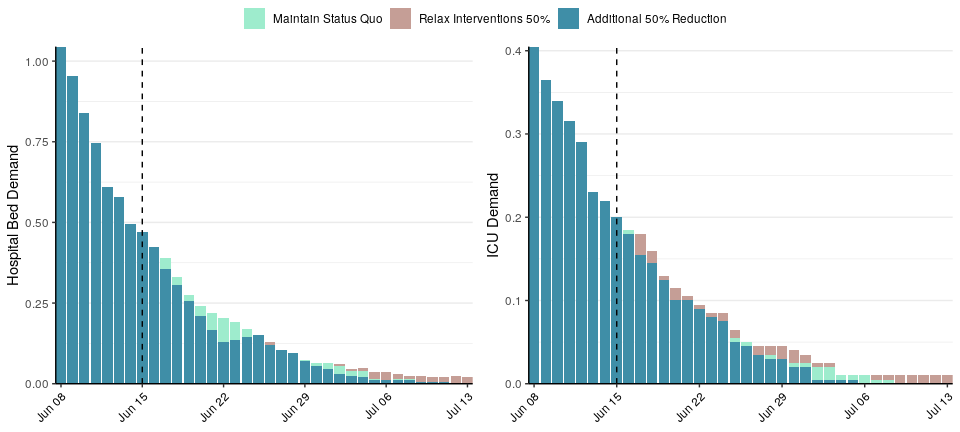 Maintain Status Quo Relax Interventions 50% Additional 50% Reduction
Hospital Bed Demand
1.00
0.75
0.50
0.25
0.00
Jun 08 Jun 15 Jun 22 Jun 29 Jul 06 Jul 13
ICU Demand
0.4
0.3
0.2
0.1
0.0
Jun 08 Jun 15 Jun 22 Jun 29 Jul 06 Jul 13